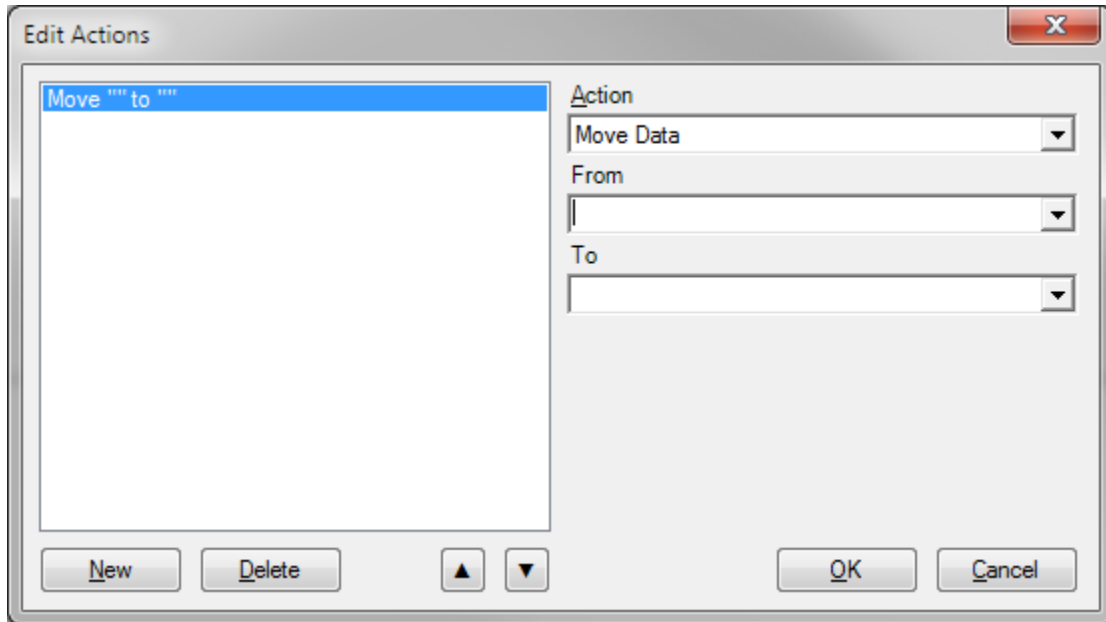 Edit Actions
Move "" to ""
Action
Move Data
From
To
New
Delete
▲
▼
OK
Cancel